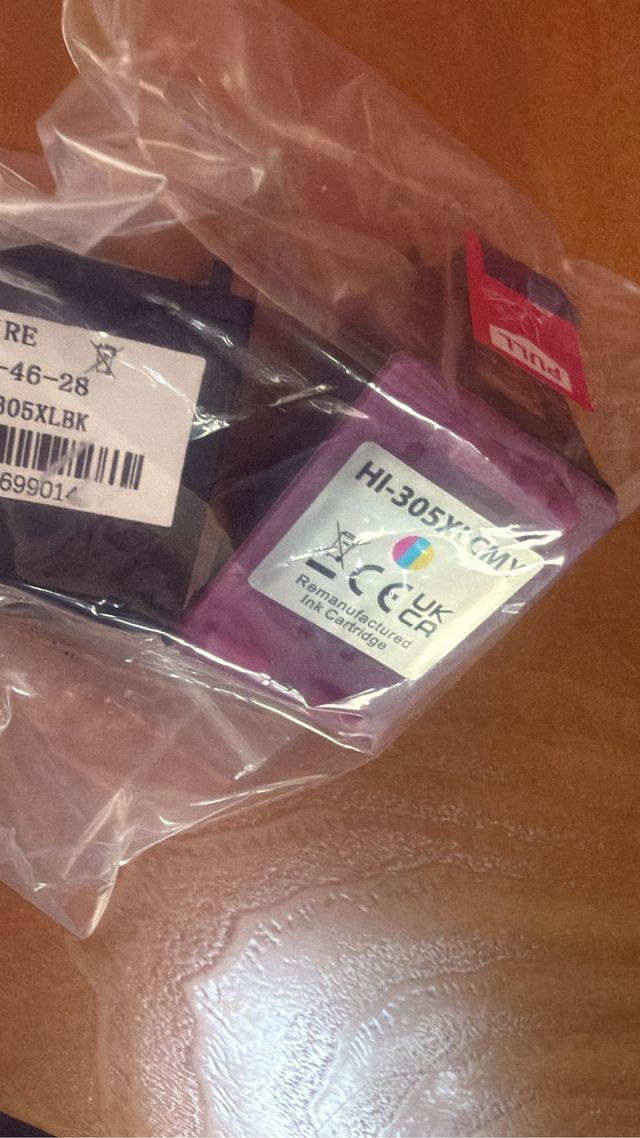 RE
-46-28
305XLBK
699014
PULL
HI-305XLCMY
CE UK
CA
Remanufactured
Ink Cartridge